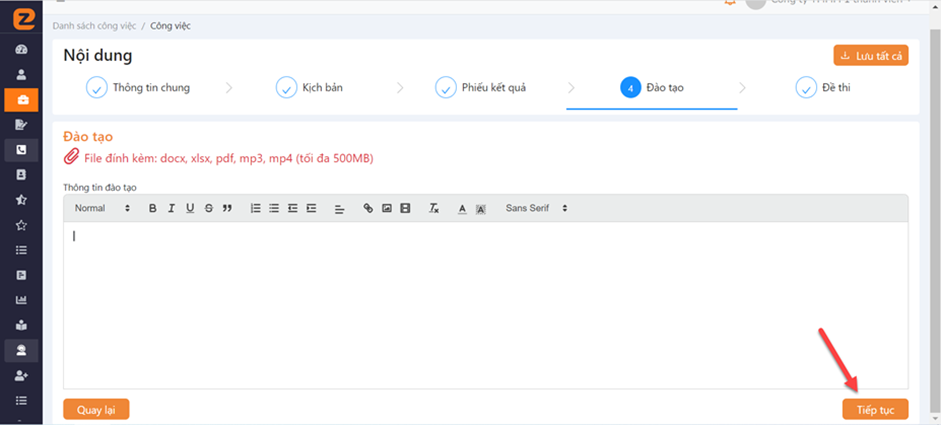 Danh sách công việc / Công việc
Nội dung
Lưu tất cả
Thông tin chung
Kịch bản
Phiếu kết quả
4 Đào tạo
Đề thi
Đào tạo
File đính kèm: docx, xlsx, pdf, mp3, mp4 (tối đa 500MB)
Thông tin đào tạo
Normal B I U S Sans Serif
Quay lại
Tiếp tục